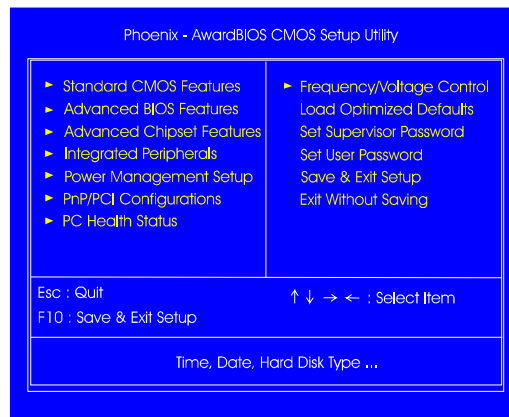 Phoenix - AwardBIOS CMOS Setup Utility
► Standard CMOS Features
► Advanced BIOS Features
► Advanced Chipset Features
► Integrated Peripherals
► Power Management Setup
► PnP/PCI Configurations
► PC Health Status
► Frequency/Voltage Control
Load Optimized Defaults
Set Supervisor Password
Set User Password
Save & Exit Setup
Exit Without Saving
Esc : Quit
F10 : Save & Exit Setup
↑ ↓ → ← : Select Item
Time, Date, Hard Disk Type ...